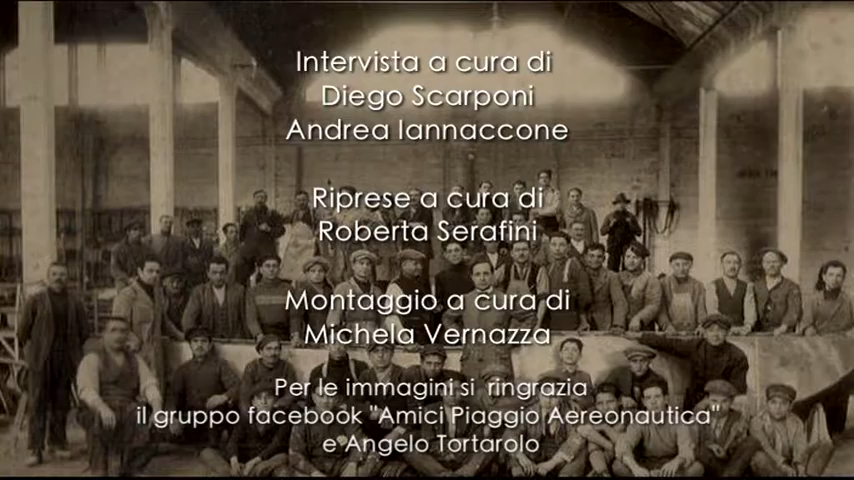 Intervista a cura di
Diego Scarponi
Andrea Iannaccone
Riprese a cura di
Roberta Serafini
Montaggio a cura di
Michela Vernazza
Per le immagini si ringrazia
il gruppo facebook "Amici Piaggio Aereonautica"
e Angelo Tortarolo